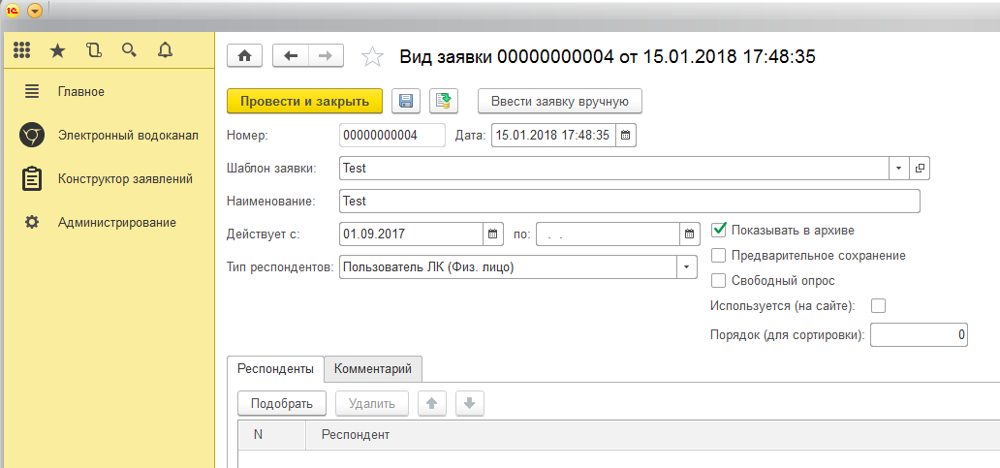 1С
Вид заявки 00000000004 от 15.01.2018 17:48:35
Главное
Электронный водоканал
Конструктор заявлений
Администрирование
Провести и закрыть
Ввести заявку вручную
Номер: 00000000004 Дата: 15.01.2018 17:48:35
Шаблон заявки: Test
Наименование: Test
Действует с: 01.09.2017 по: . .
Показывать в архиве
Предварительное сохранение
Тип респондентов: Пользователь ЛК (Физ. лицо)
Свободный опрос
Используется (на сайте):
Порядок (для сортировки): 0
Респонденты Комментарий
Подобрать Удалить
N Респондент